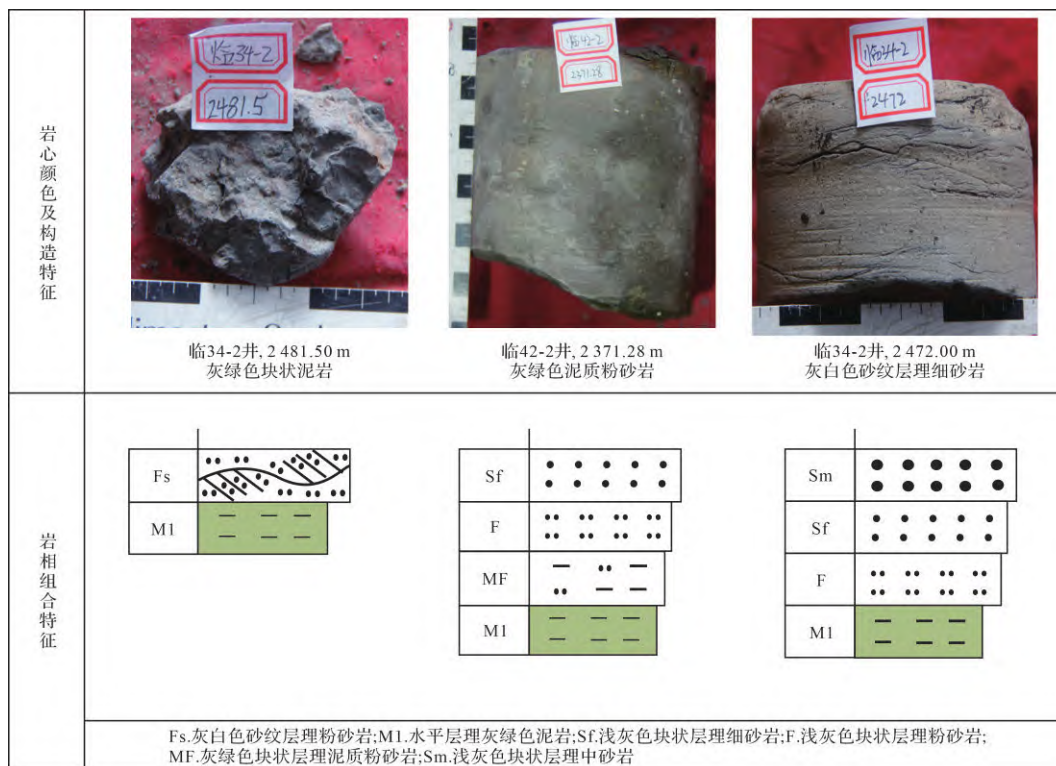 岩心颜色及构造特征
临34-2
2481.5
临42-2
2371.28
临34-2
2472
临34-2井, 2 481.50 m
灰绿色块状泥岩
临42-2井, 2 371.28 m
灰绿色泥质粉砂岩
临34-2井, 2 472.00 m
灰白色砂纹层理细砂岩
岩相组合特征
Fs
M1
Sf
F
MF
M1
Sm
Sf
F
M1
Fs.灰白色砂纹层理粉砂岩;M1.水平层理灰绿色泥岩;Sf.浅灰色块状层理细砂岩;F.浅灰色块状层理粉砂岩;
MF.灰绿色块状层理泥质粉砂岩;Sm.浅灰色块状层理中砂岩